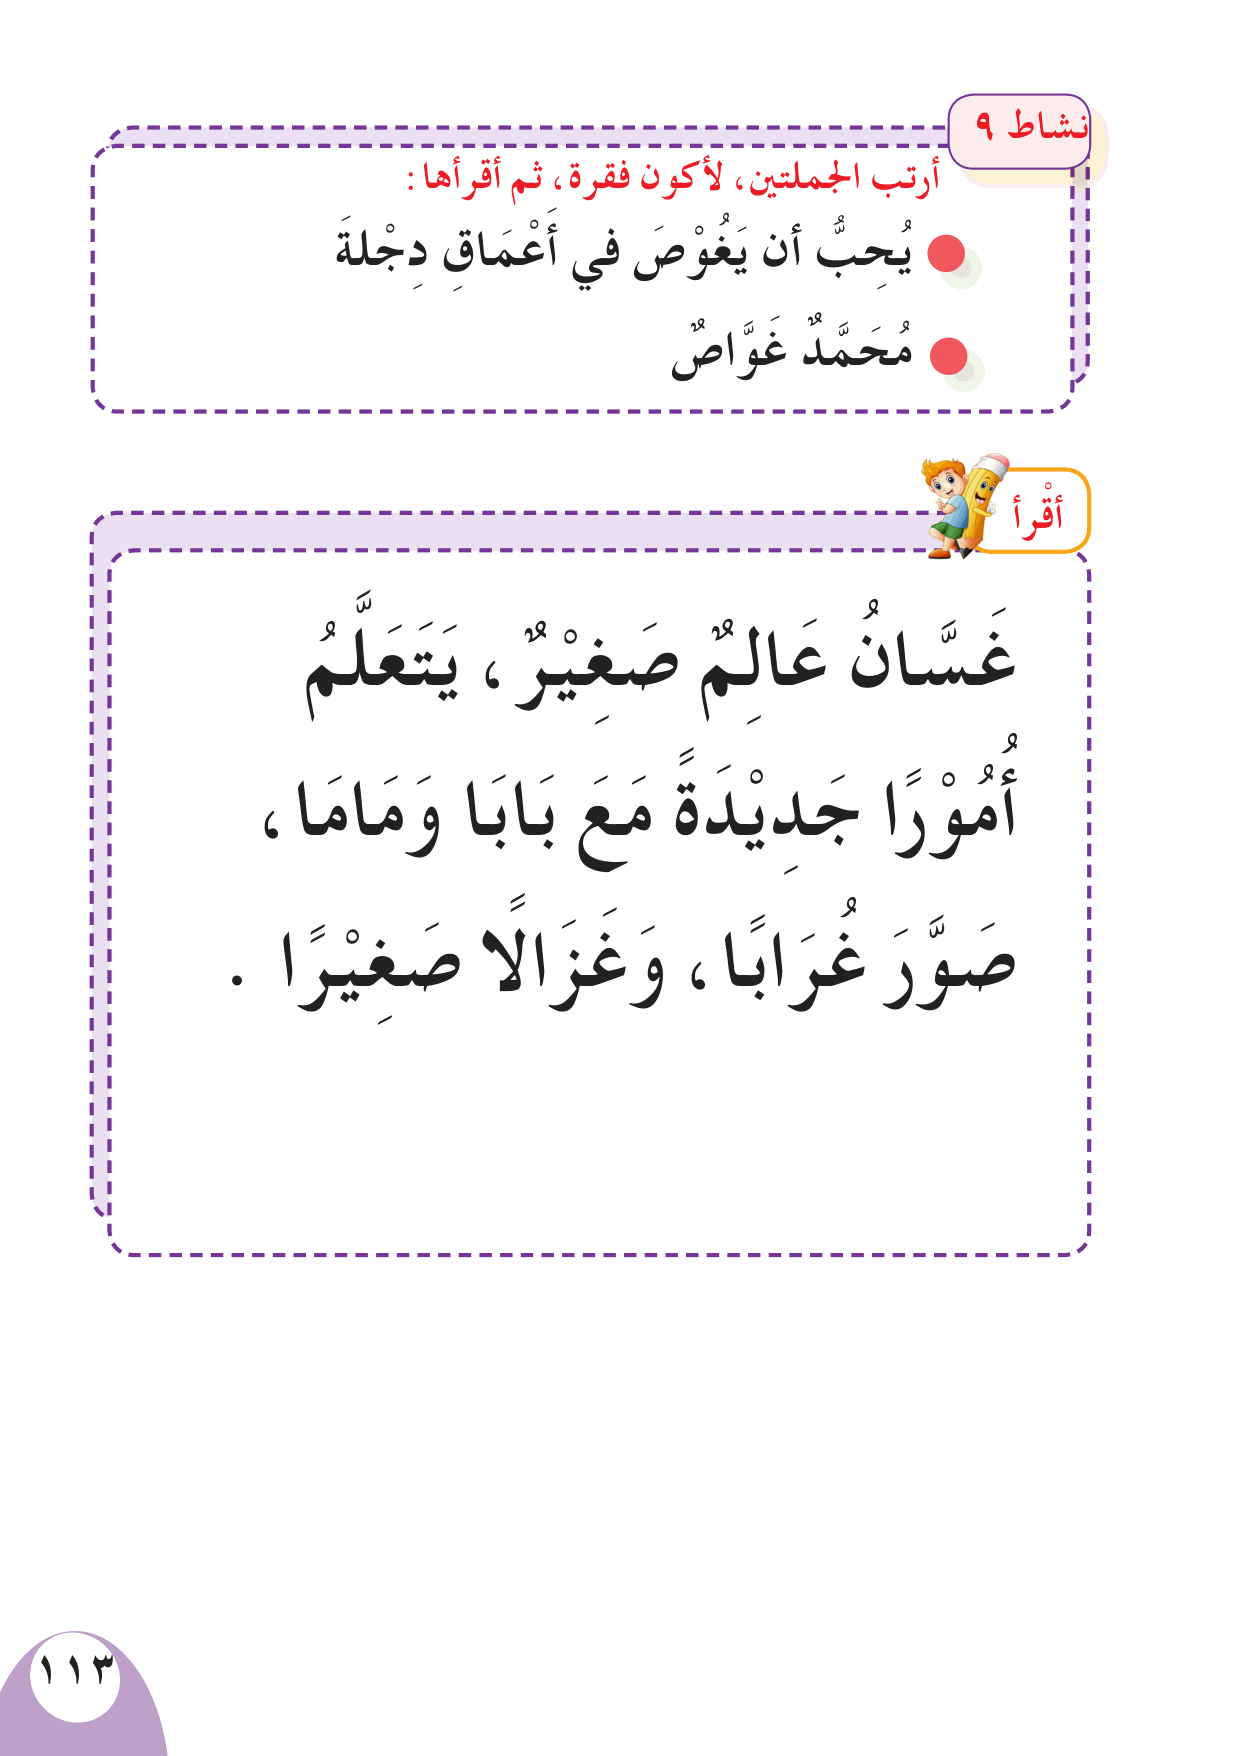 نشاط ٩
أرتب الجملتين، لأكون فقرة، ثم أقرأها:
يُحِبُّ أن يَغُوْصَ في أَعْمَاقِ دِجْلةَ
مُحَمَّدٌ غَوَّاصٌ
أقْرأ
غَسَّانُ عَالِمٌ صَغِيْرٌ، يَتَعَلَّمُ
أُمُوْرًا جَدِيْدَةً مَعَ بَابَا وَمَامَا،
صَوَّرَ غُرَابًا، وَغَزَالًا صَغِيْرًا .
١١٣